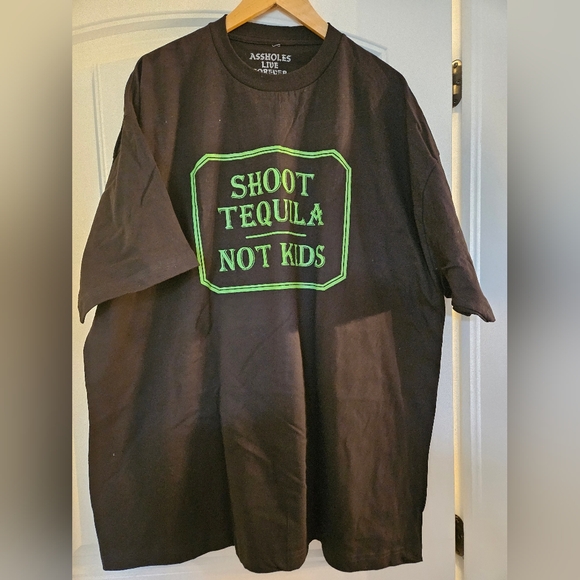 ASSHOLES
LIVE
FOREVER
SHOOT
TEQUILA
NOT KIDS